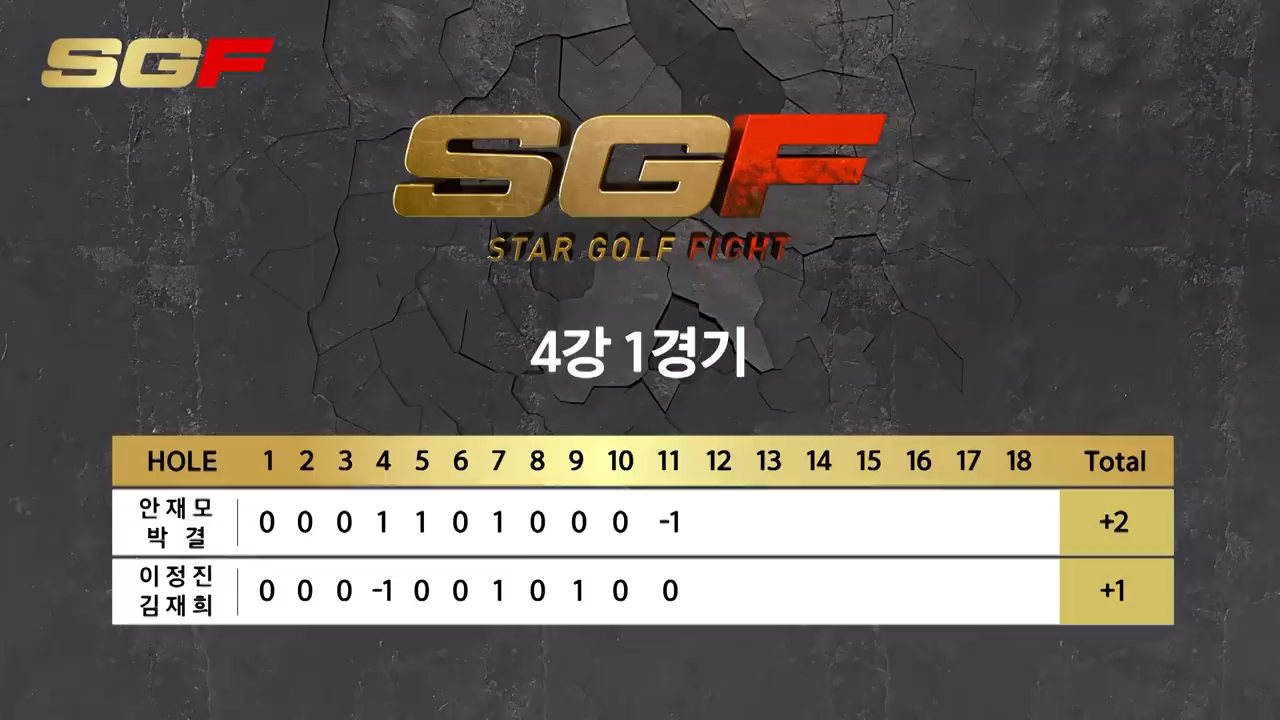 SGF
SGF
STAR GOLF FIGHT
4강 1경기
HOLE 1 2 3 4 5 6 7 8 9 10 11 12 13 14 15 16 17 18 Total
안재모
박 결
0 0 0 1 1 0 1 0 0 0 -1 +2
이정진
김재희
0 0 0 -1 0 0 1 0 1 0 0 +1